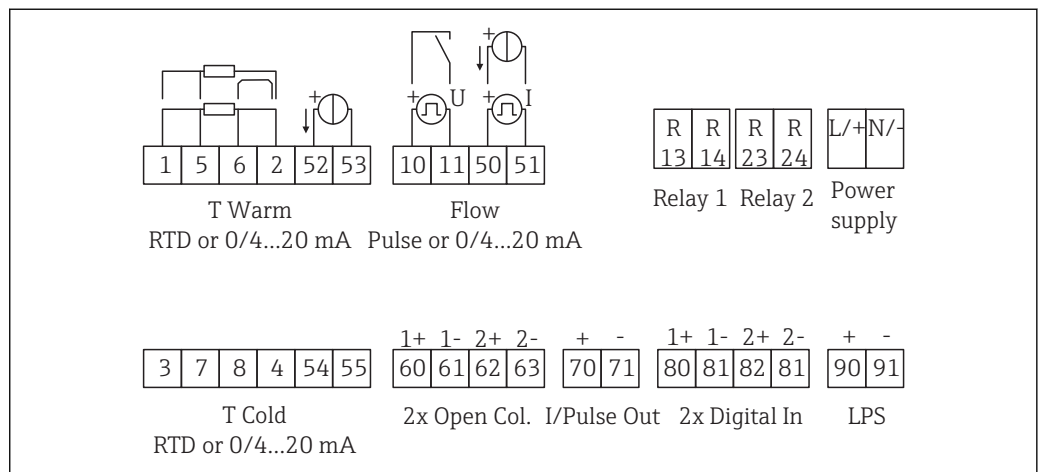 + +
+ + U + I
R R R R L/+ N/-
1 5 6 2 52 53 10 11 50 51 13 14 23 24
T Warm Flow Relay 1 Relay 2 Power supply
RTD or 0/4...20 mA Pulse or 0/4...20 mA
1+ 1- 2+ 2- + - 1+ 1- 2+ 2- + -
3 7 8 4 54 55 60 61 62 63 70 71 80 81 82 81 90 91
T Cold 2x Open Col. I/Pulse Out 2x Digital In LPS
RTD or 0/4...20 mA